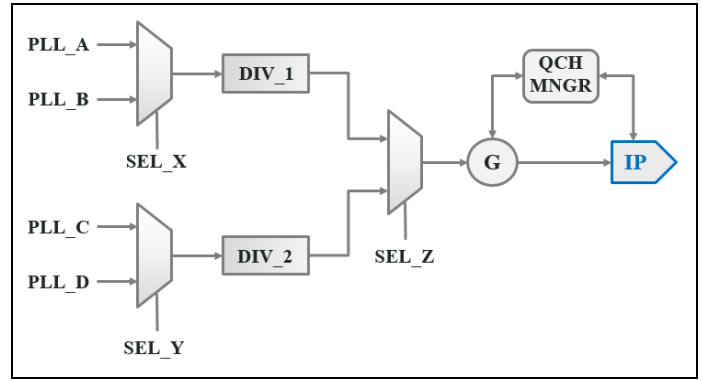 PLL_A
PLL_B
SEL_X
DIV_1
QCH
MNGR
G
IP
PLL_C
PLL_D
SEL_Y
DIV_2
SEL_Z